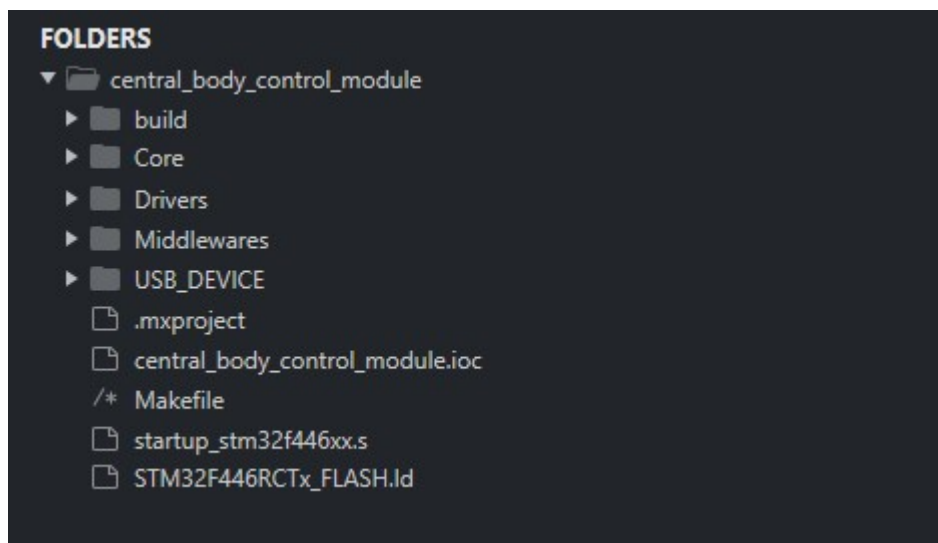 FOLDERS
central_body_control_module
build
Core
Drivers
Middlewares
USB_DEVICE
.mxproject
central_body_control_module.ioc
/* Makefile
startup_stm32f446xx.s
STM32F446RCTx_FLASH.ld